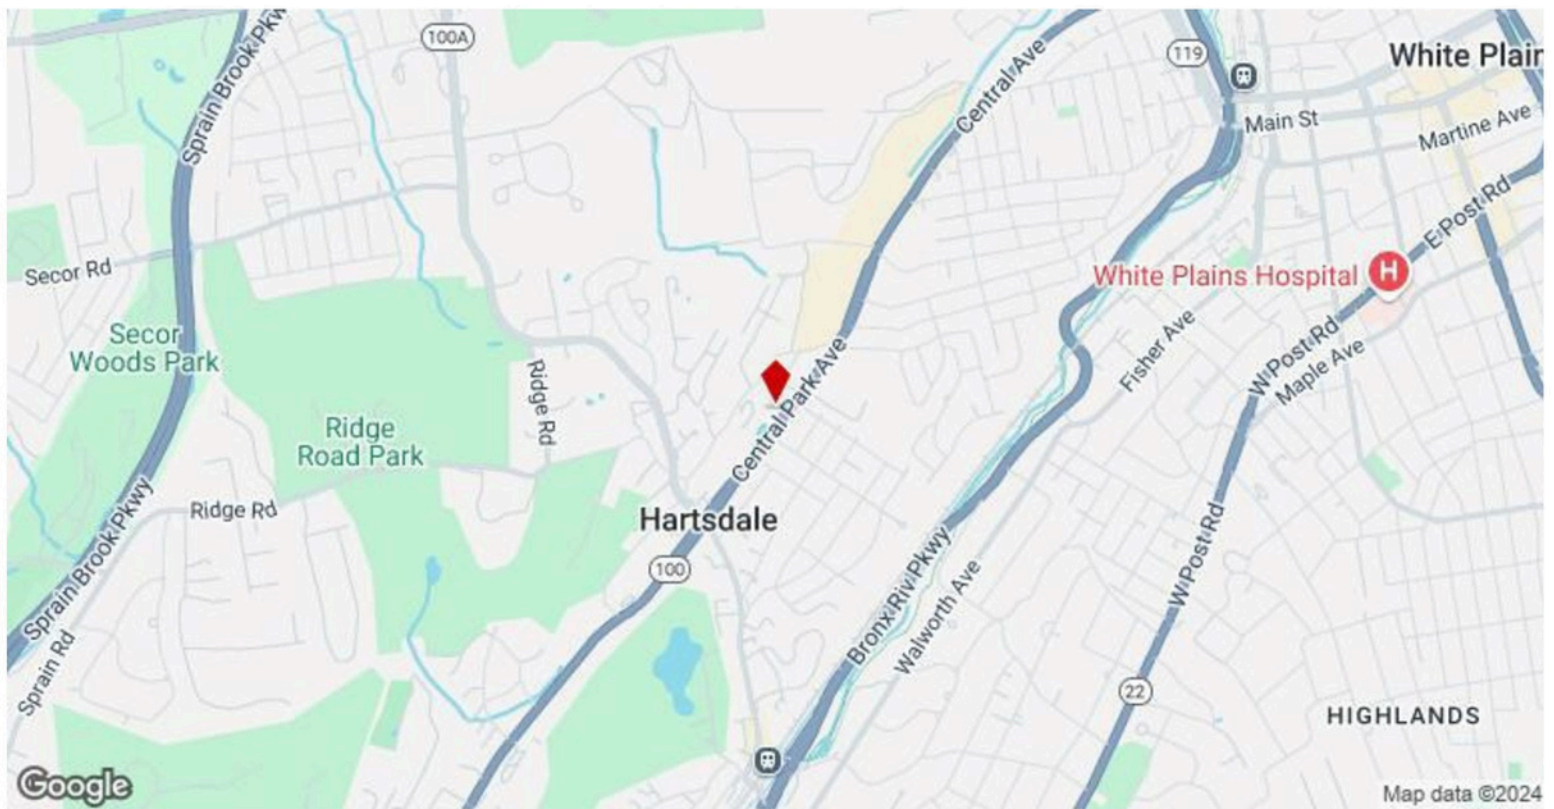 100A
119
White Plain
Sprain Brook Pkw
Central Ave
Main St
Martine Ave
E Post Rd
Secor Rd
White Plains Hospital
H
Secor
Woods Park
Fisher Ave
W Post Rd
Maple Ave
Ridge Rd
Central Park Ave
Ridge
Road Park
Ridge Rd
Hartsdale
Sprain Brook Pkwy
100
W Post Rd
Bronx Riv Pkwy
Walworth Ave
Sprain Rd
22
HIGHLANDS
Google
Map data ©2024